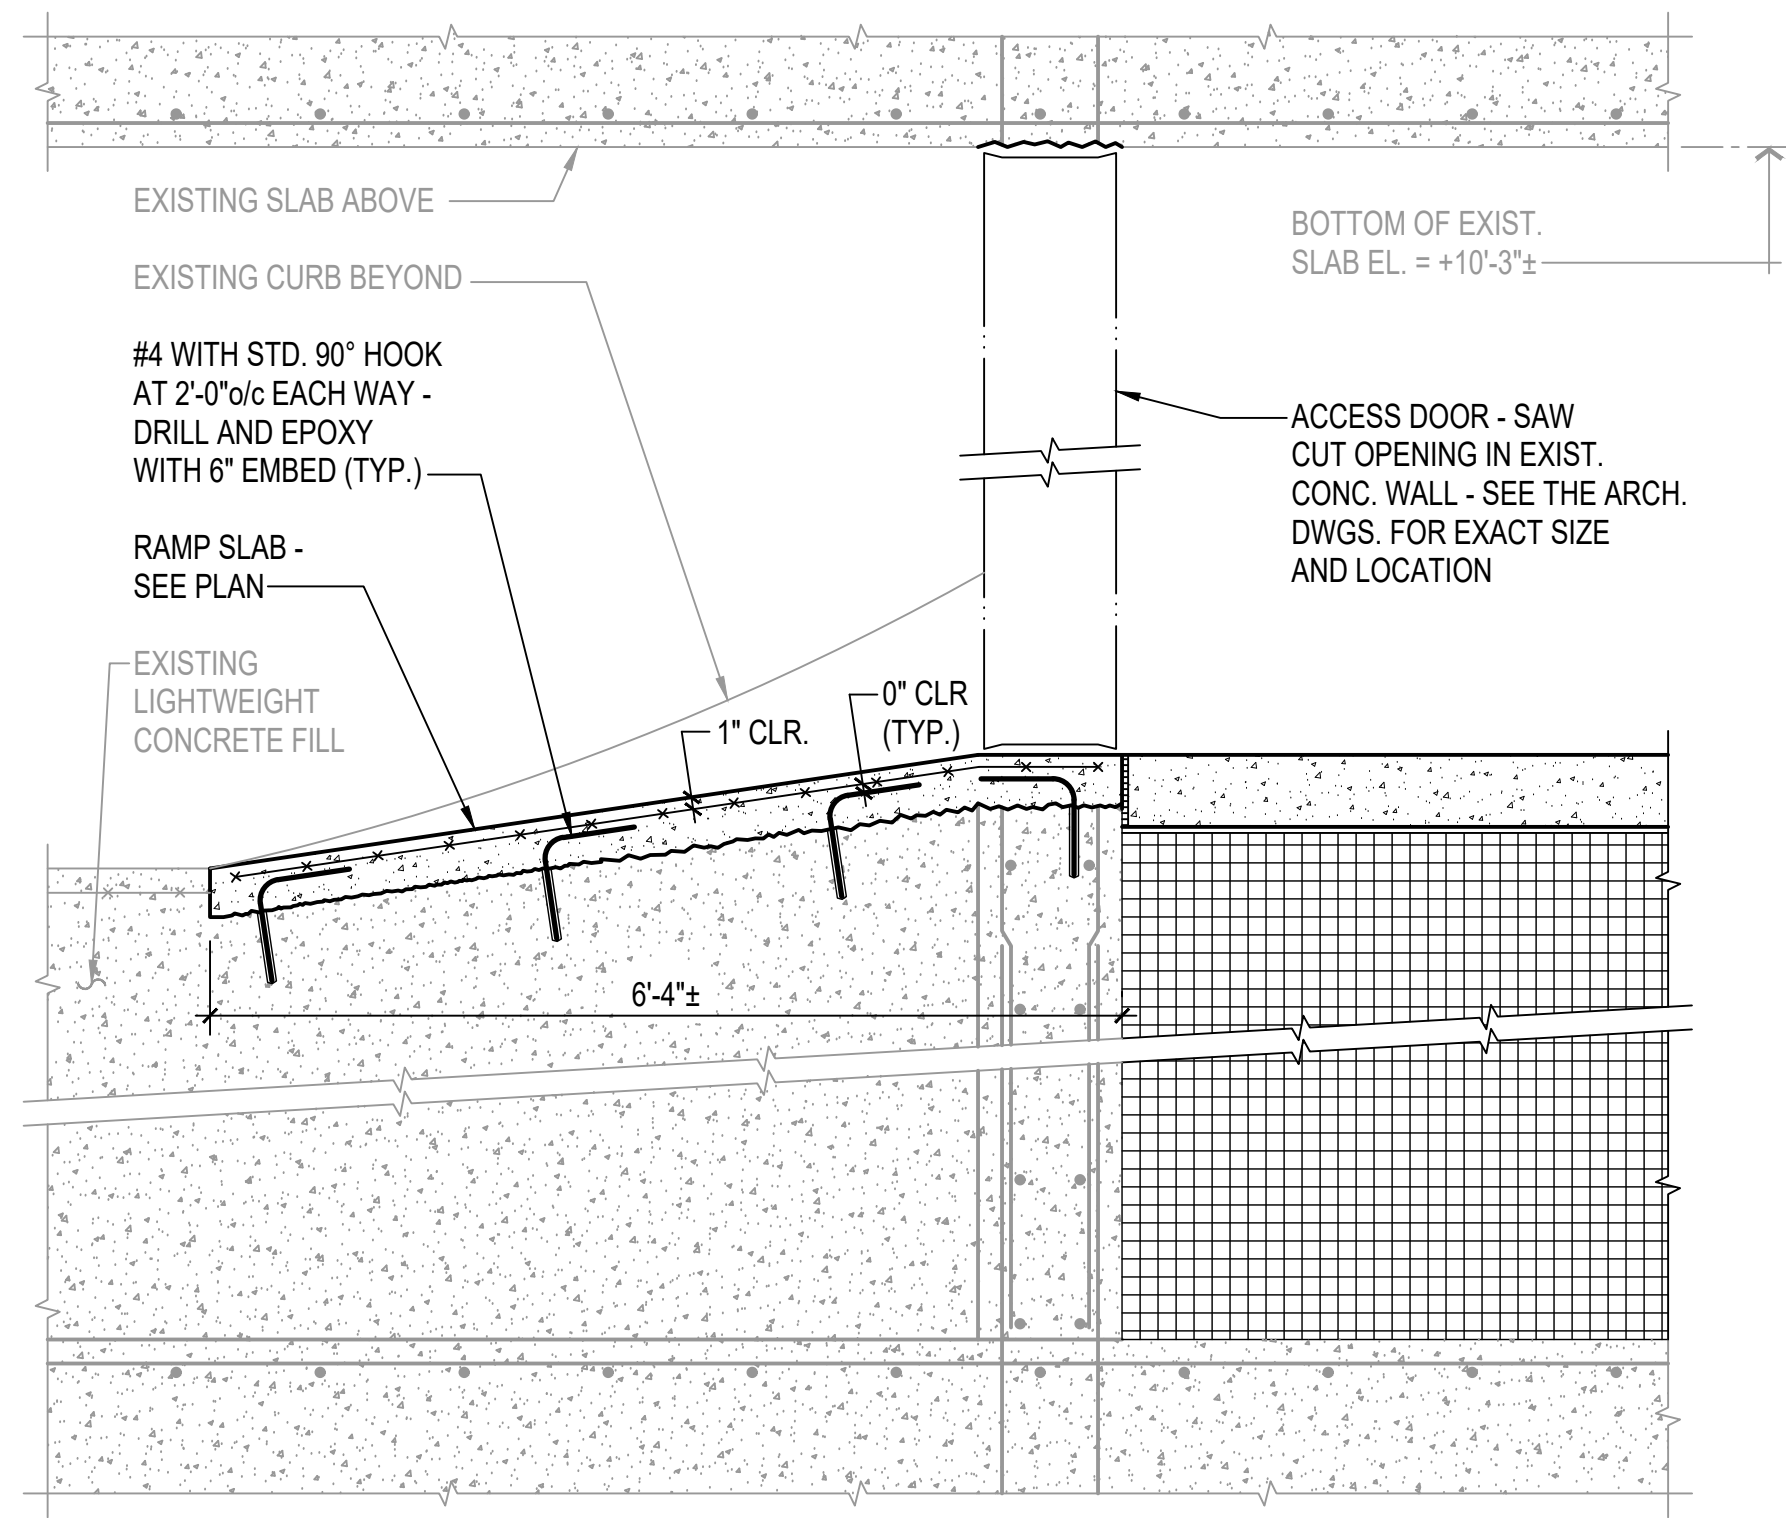 EXISTING SLAB ABOVE
EXISTING CURB BEYOND
#4 WITH STD. 90° HOOK
AT 2'-0"o/c EACH WAY -
DRILL AND EPOXY
WITH 6" EMBED (TYP.)
RAMP SLAB -
SEE PLAN
EXISTING
LIGHTWEIGHT
CONCRETE FILL
1" CLR.
0" CLR
(TYP.)
6'-4"±
BOTTOM OF EXIST.
SLAB EL. = +10'-3"±
ACCESS DOOR - SAW
CUT OPENING IN EXIST.
CONC. WALL - SEE THE ARCH.
DWGS. FOR EXACT SIZE
AND LOCATION